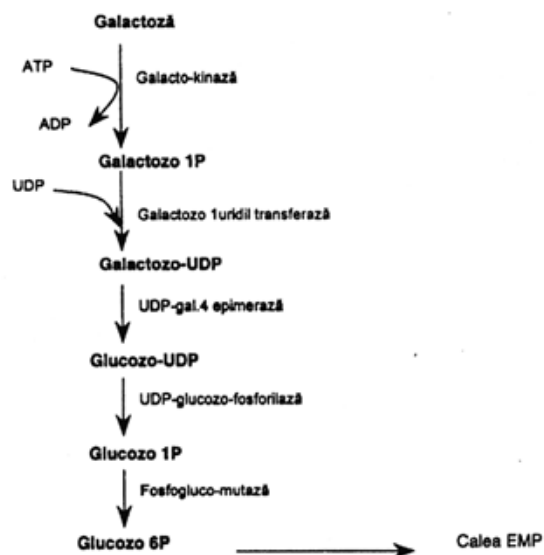 Galactoză
ATP
Galacto-kinază
ADP
Galactozo 1P
UDP
Galactozo 1uridil transferază
Galactozo-UDP
UDP-gal.4 epimerază
Glucozo-UDP
UDP-glucozo-fosforilază
Glucozo 1P
Fosfogluco-mutază
Glucozo 6P
Calea EMP